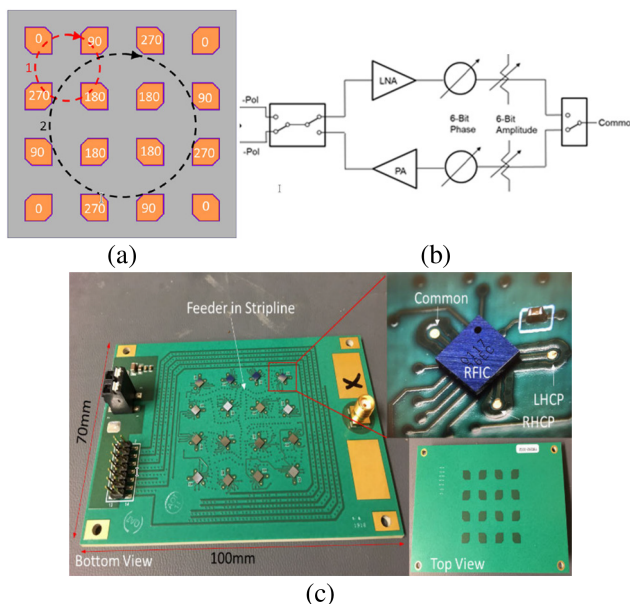 0 90 270 0
1
270 180 180 90
2
90 180 180 270
0 270 90 0
(a)
LNA
-Pol
6-Bit Phase
6-Bit Amplitude
Commo
-Pol
PA
(b)
Feeder in Stripline
Common
RFIC
LHCP
RHCP
70mm
X
Bottom View
100mm
Top View
(c)